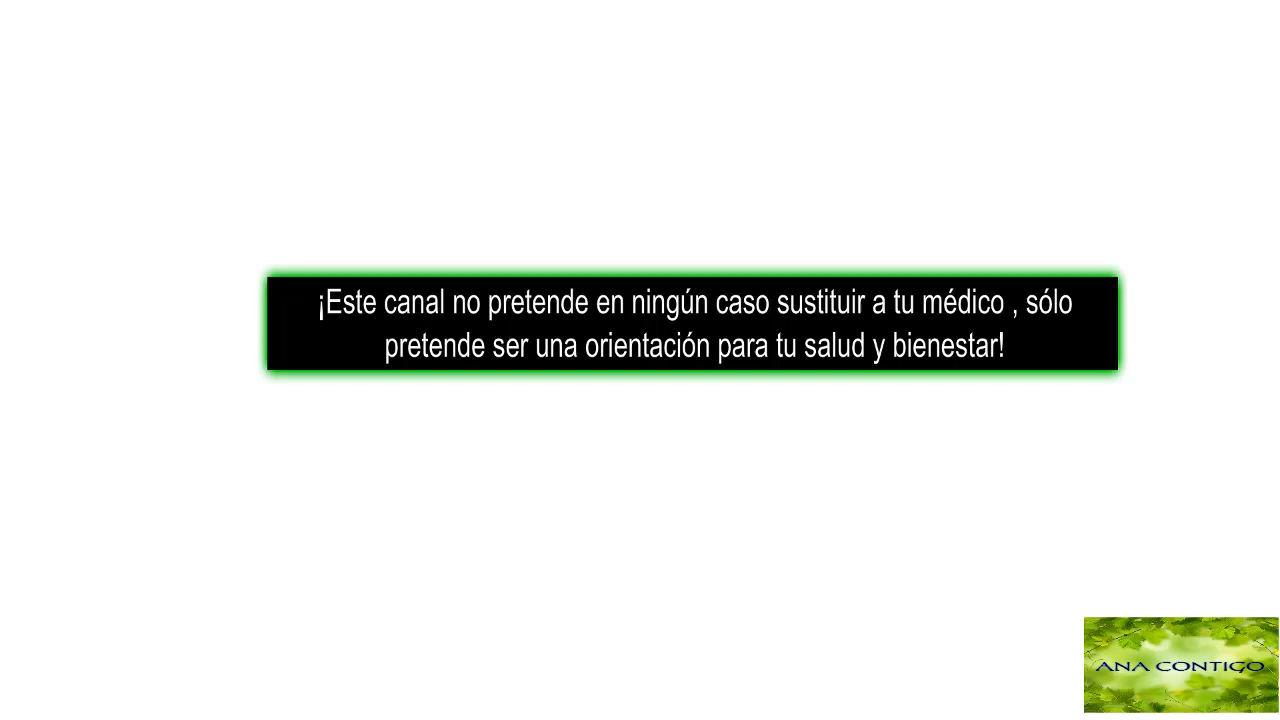 ¡Este canal no pretende en ningún caso sustituir a tu médico , sólo
pretende ser una orientación para tu salud y bienestar!
ANA CONTIGO